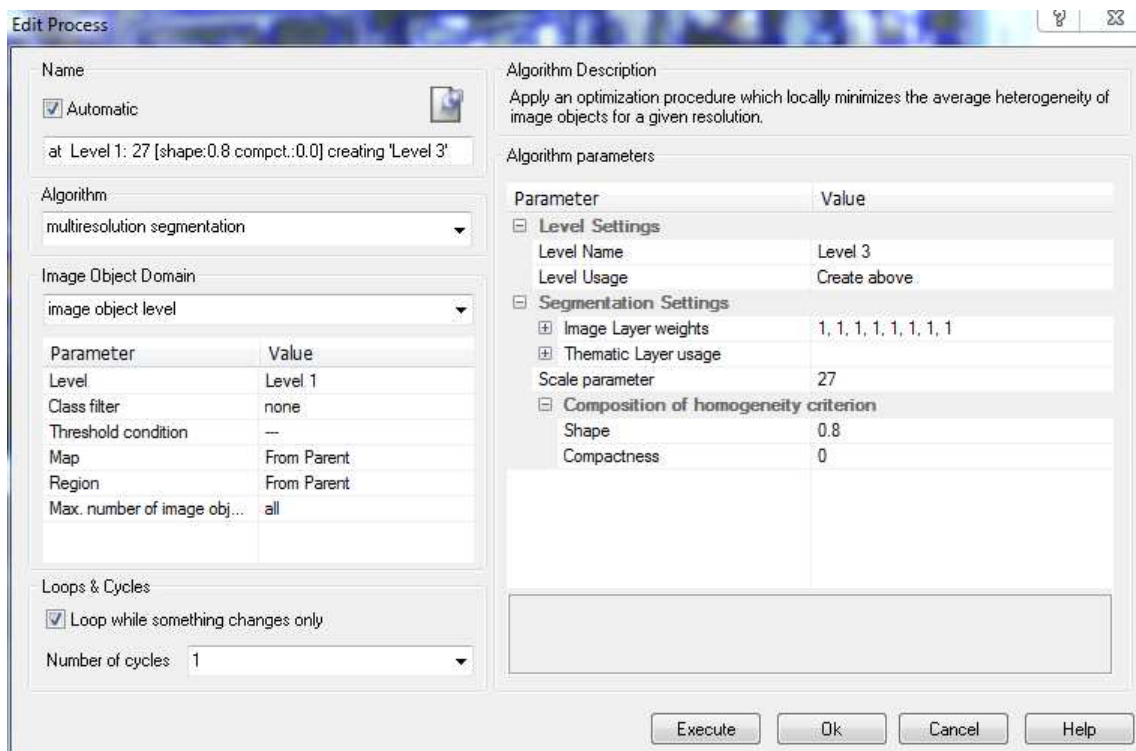 Edit Process
Name
Automatic
at Level 1: 27 [shape:0.8 compct.:0.0] creating 'Level 3'
Algorithm
multiresolution segmentation
Image Object Domain
image object level
Parameter Value
Level Level 1
Class filter none
Threshold condition ---
Map From Parent
Region From Parent
Max. number of image obj... all
Loops & Cycles
Loop while something changes only
Number of cycles 1
Algorithm Description
Apply an optimization procedure which locally minimizes the average heterogeneity of
image objects for a given resolution.
Algorithm parameters
Parameter Value
Level Settings
Level Name Level 3
Level Usage Create above
Segmentation Settings
Image Layer weights 1, 1, 1, 1, 1, 1, 1, 1
Thematic Layer usage
Scale parameter 27
Composition of homogeneity criterion
Shape 0.8
Compactness 0
Execute Ok Cancel Help